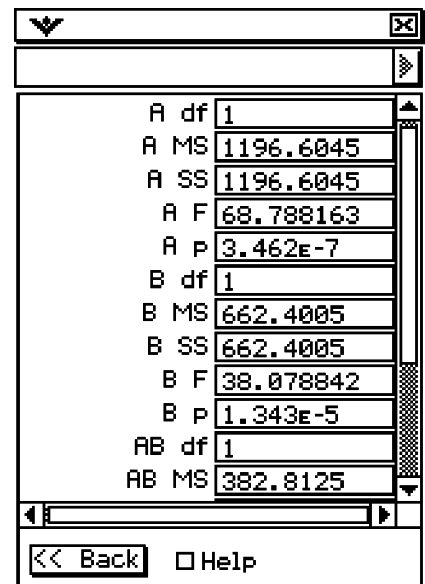 A df 1
A MS 1196.6045
A SS 1196.6045
A F 68.788163
A p 3.462E-7
B df 1
B MS 662.4005
B SS 662.4005
B F 38.078842
B p 1.343E-5
AB df 1
AB MS 382.8125
<< Back Help